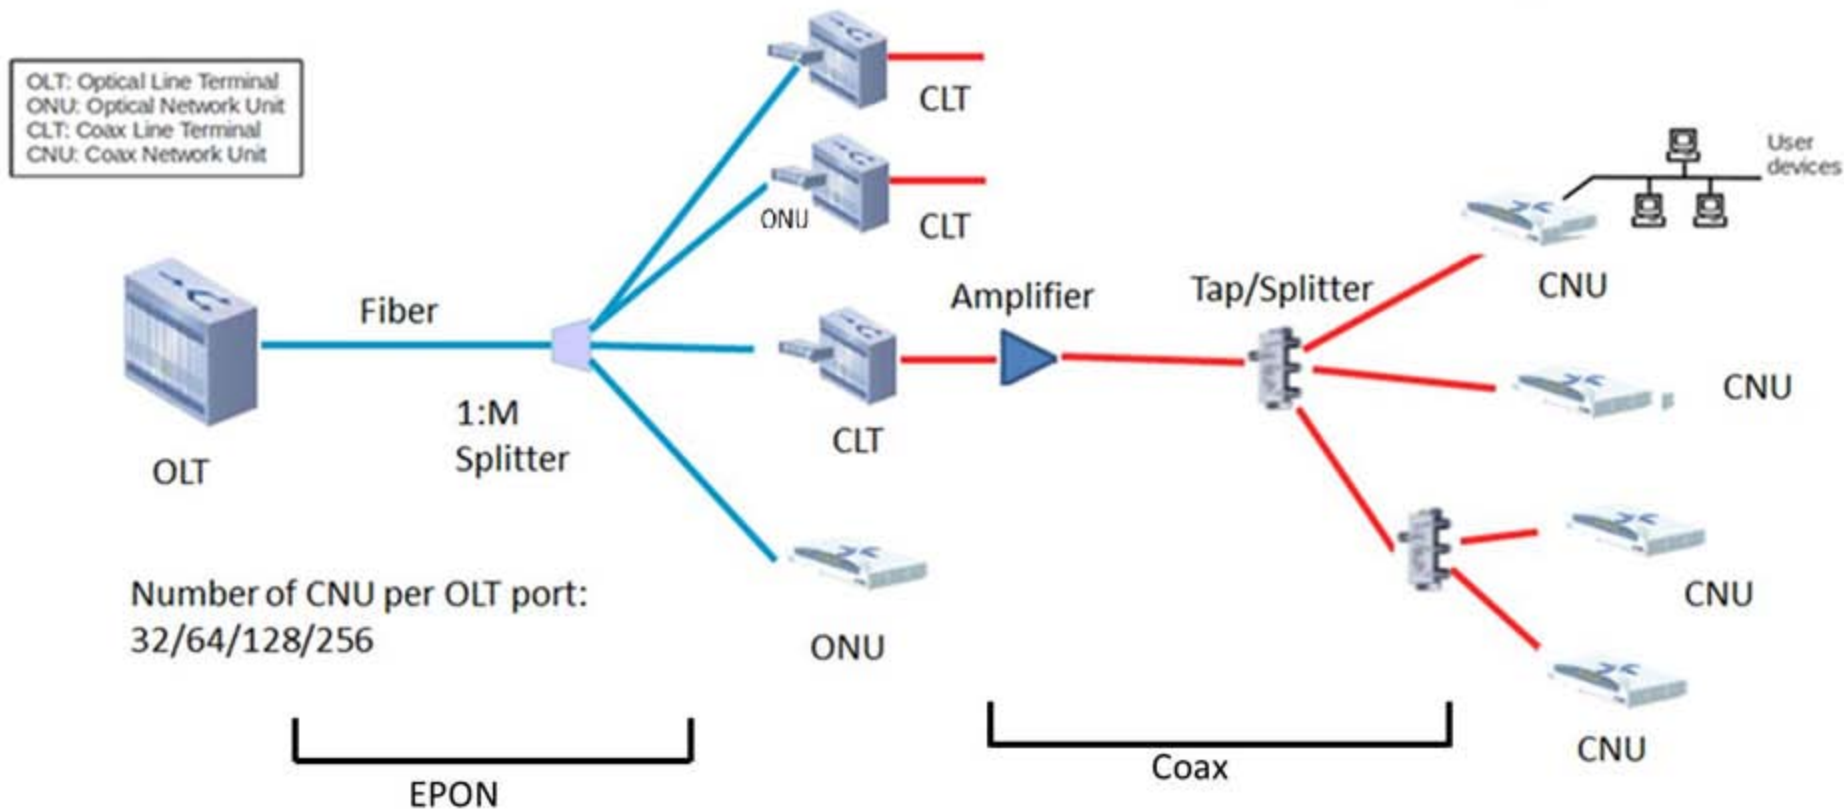 OLT: Optical Line Terminal
ONU: Optical Network Unit
CLT: Coax Line Terminal
CNU: Coax Network Unit
CLT
ONU
CLT
User
devices
CNU
Fiber
Amplifier
Tap/Splitter
CNU
1:M
Splitter
CLT
OLT
Number of CNU per OLT port:
32/64/128/256
ONU
CNU
CNU
EPON
Coax